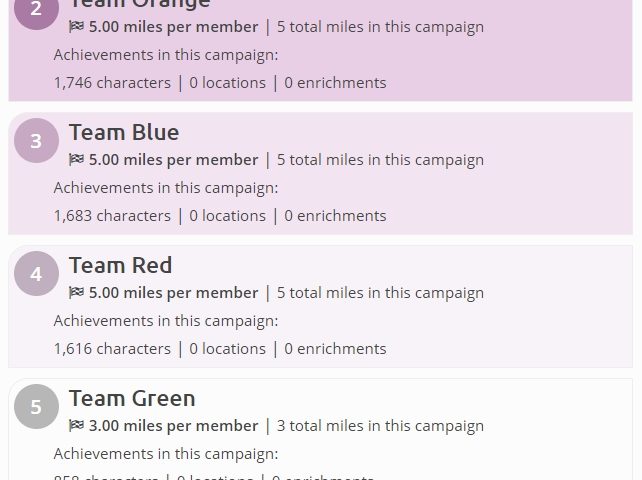 2
Team Orange
5.00 miles per member | 5 total miles in this campaign
Achievements in this campaign:
1,746 characters | 0 locations | 0 enrichments
3
Team Blue
5.00 miles per member | 5 total miles in this campaign
Achievements in this campaign:
1,683 characters | 0 locations | 0 enrichments
4
Team Red
5.00 miles per member | 5 total miles in this campaign
Achievements in this campaign:
1,616 characters | 0 locations | 0 enrichments
5
Team Green
3.00 miles per member | 3 total miles in this campaign
Achievements in this campaign:
characters | 0 locations | 0 enrichments